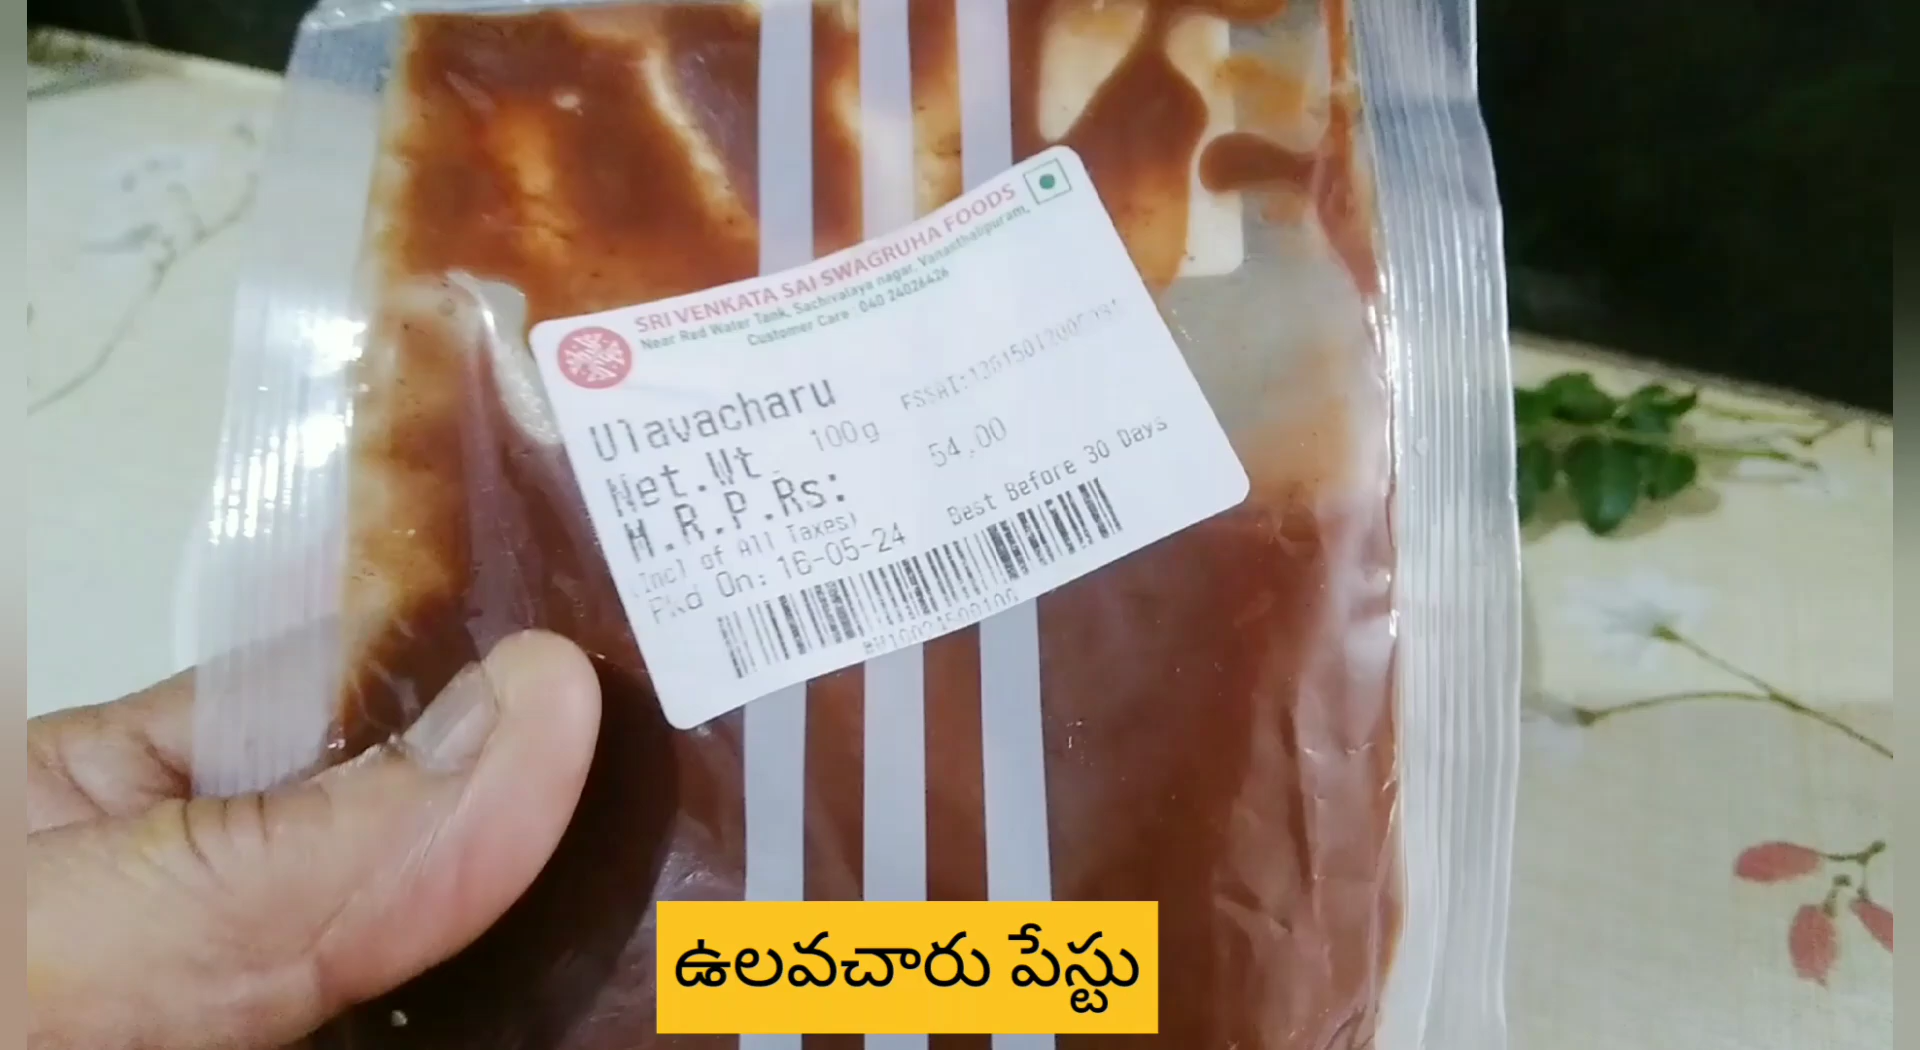 SRI VENKATA SAI SWAGRUHA FOODS
Near Red Water Tank, Sachivalaya nagar, Vanasthalipuram,
Customer Care : 040 24026426
Ulavacharu
FSSAI:
Net.Wt. 100g
M.R.P.Rs: 54.00
(Incl of All Taxes)
Pkd On: 16-05-24 Best Before 30 Days
ఉలవచారు పేస్టు